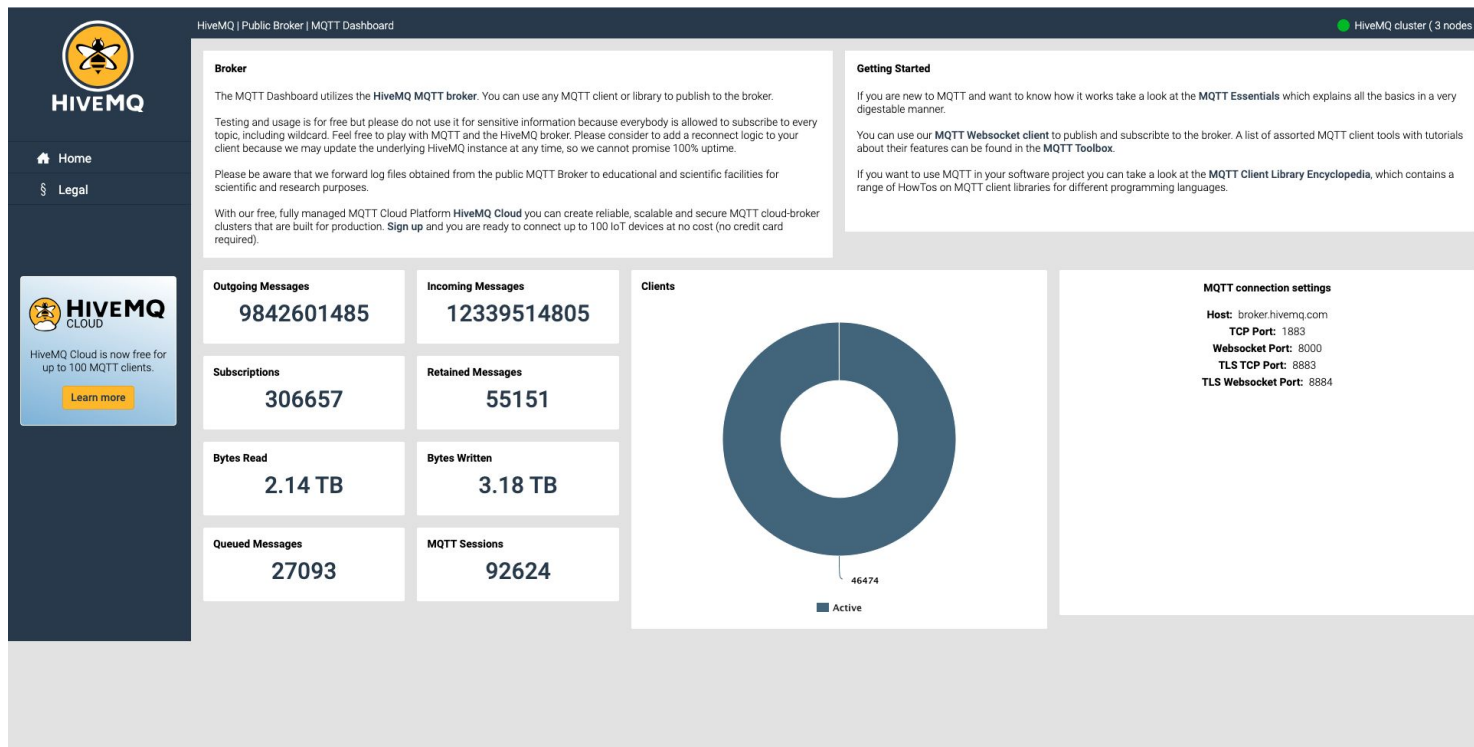 HiveMQ | Public Broker | MQTT Dashboard
HiveMQ cluster ( 3 nodes
HIVEMQ
Home
§ Legal
HIVEMQ
CLOUD
HiveMQ Cloud is now free for
up to 100 MQTT clients.
Learn more
Broker
The MQTT Dashboard utilizes the HiveMQ MQTT broker. You can use any MQTT client or library to publish to the broker.
Testing and usage is for free but please do not use it for sensitive information because everybody is allowed to subscribe to every
topic, including wildcard. Feel free to play with MQTT and the HiveMQ broker. Please consider to add a reconnect logic to your
client because we may update the underlying HiveMQ instance at any time, so we cannot promise 100% uptime.
Please be aware that we forward log files obtained from the public MQTT Broker to educational and scientific facilities for
scientific and research purposes.
With our free, fully managed MQTT Cloud Platform HiveMQ Cloud you can create reliable, scalable and secure MQTT cloud-broker
clusters that are built for production. Sign up and you are ready to connect up to 100 IoT devices at no cost (no credit card
required).
Getting Started
If you are new to MQTT and want to know how it works take a look at the MQTT Essentials which explains all the basics in a very
digestable manner.
You can use our MQTT Websocket client to publish and subscribte to the broker. A list of assorted MQTT client tools with tutorials
about their features can be found in the MQTT Toolbox.
If you want to use MQTT in your software project you can take a look at the MQTT Client Library Encyclopedia, which contains a
range of HowTos on MQTT client libraries for different programming languages.
Outgoing Messages
9842601485
Incoming Messages
12339514805
Subscriptions
306657
Retained Messages
55151
Bytes Read
2.14 TB
Bytes Written
3.18 TB
Queued Messages
27093
MQTT Sessions
92624
Clients
46474
Active
MQTT connection settings
Host: broker.hivemq.com
TCP Port: 1883
Websocket Port: 8000
TLS TCP Port: 8883
TLS Websocket Port: 8884